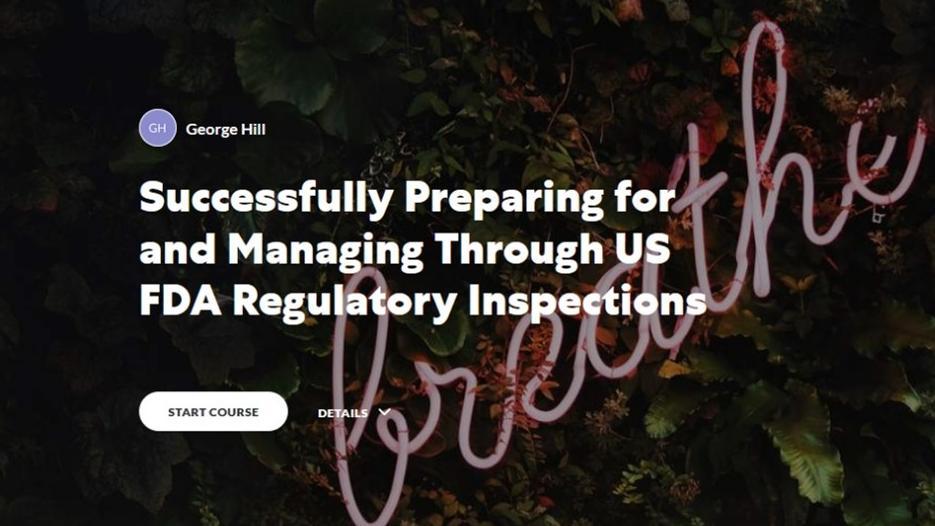 GH
George Hill
Successfully Preparing for
and Managing Through US
FDA Regulatory Inspections
START COURSE
DETAILS
breathe